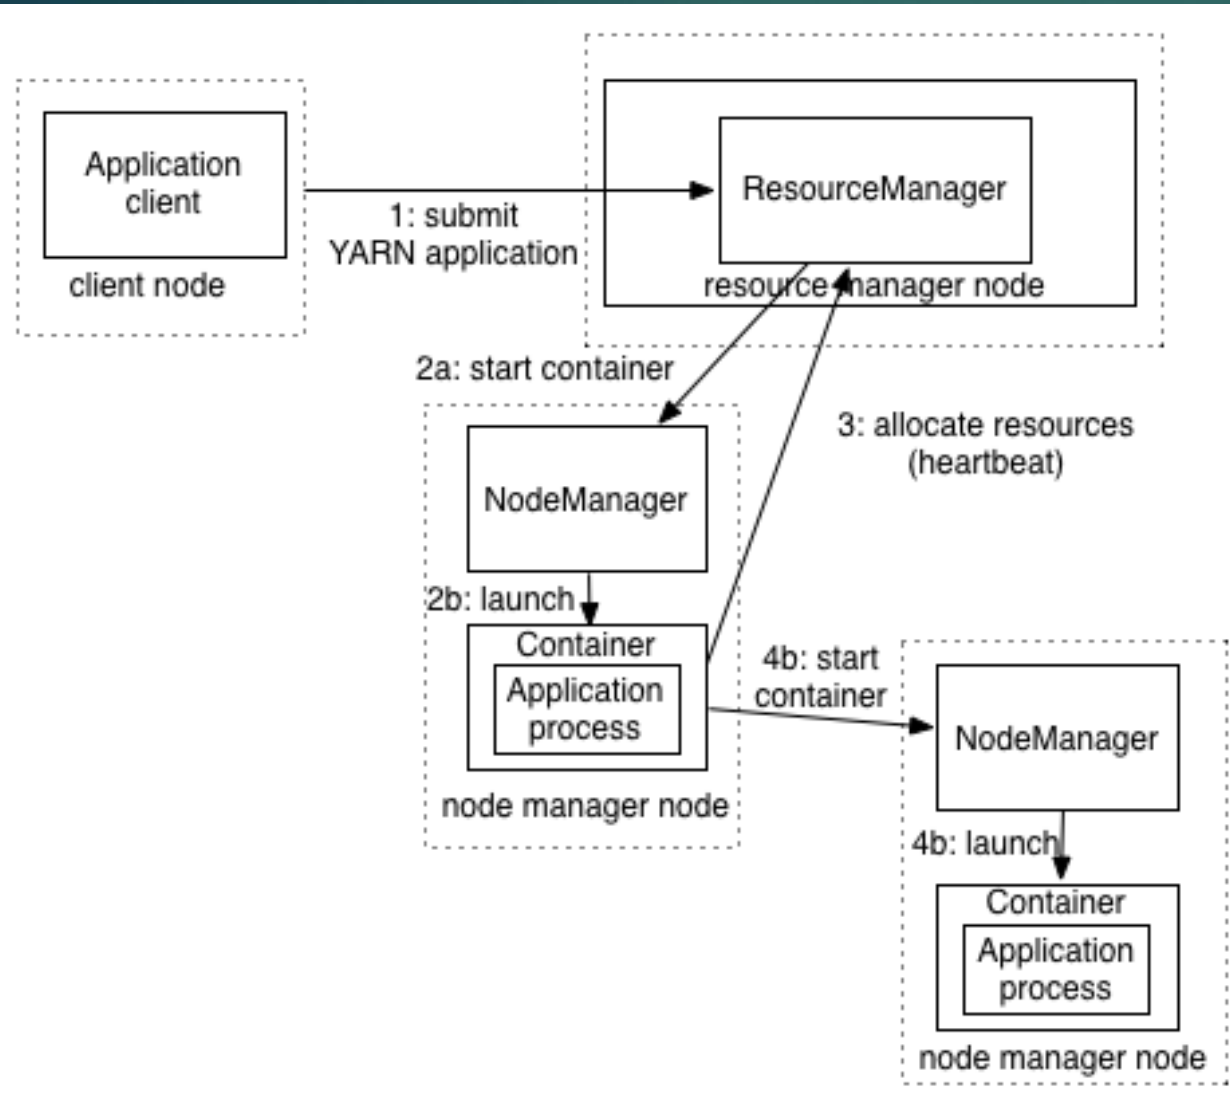 Application
client
client node
1: submit
YARN application
ResourceManager
resource manager node
2a: start container
3: allocate resources
(heartbeat)
NodeManager
2b: launch
Container
Application
process
node manager node
4b: start
container
NodeManager
4b: launch
Container
Application
process
node manager node